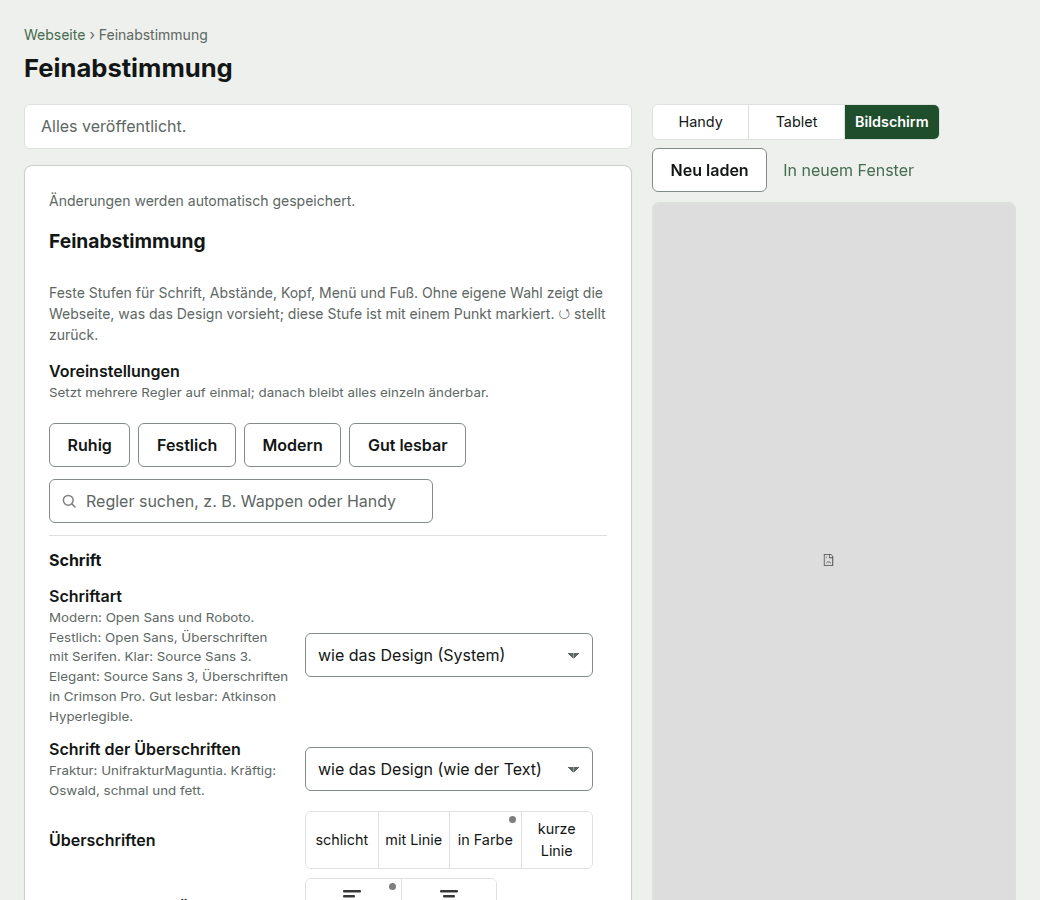 Webseite › Feinabstimmung
Feinabstimmung
Alles veröffentlicht.
Handy
Tablet
Bildschirm
Neu laden
In neuem Fenster
Änderungen werden automatisch gespeichert.
Feinabstimmung
Feste Stufen für Schrift, Abstände, Kopf, Menü und Fuß. Ohne eigene Wahl zeigt die
Webseite, was das Design vorsieht; diese Stufe ist mit einem Punkt markiert. ⟲ stellt
zurück.
Voreinstellungen
Setzt mehrere Regler auf einmal; danach bleibt alles einzeln änderbar.
Ruhig
Festlich
Modern
Gut lesbar
Regler suchen, z. B. Wappen oder Handy
Schrift
Schriftart
Modern: Open Sans und Roboto.
Festlich: Open Sans, Überschriften
mit Serifen. Klar: Source Sans 3.
Elegant: Source Sans 3, Überschriften
in Crimson Pro. Gut lesbar: Atkinson
Hyperlegible.
wie das Design (System)
Schrift der Überschriften
Fraktur: UnifrakturMaguntia. Kräftig:
Oswald, schmal und fett.
wie das Design (wie der Text)
Überschriften
schlicht
mit Linie
in Farbe
kurze
Linie